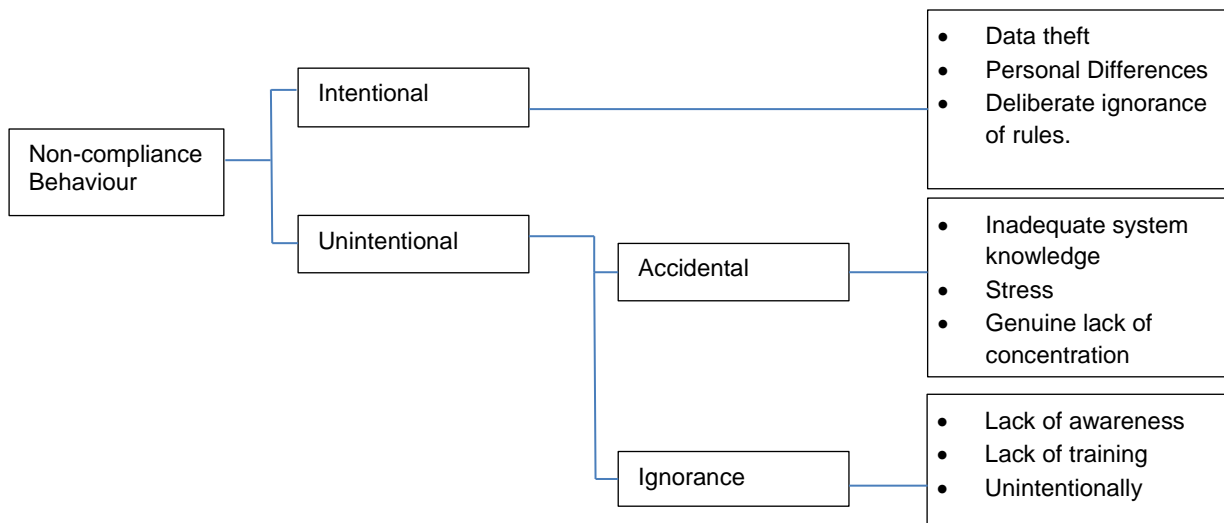 Non-compliance
Behaviour
Intentional
• Data theft
• Personal Differences
• Deliberate ignorance
of rules.
Unintentional
Accidental
• Inadequate system
knowledge
• Stress
• Genuine lack of
concentration
Ignorance
• Lack of awareness
• Lack of training
• Unintentionally